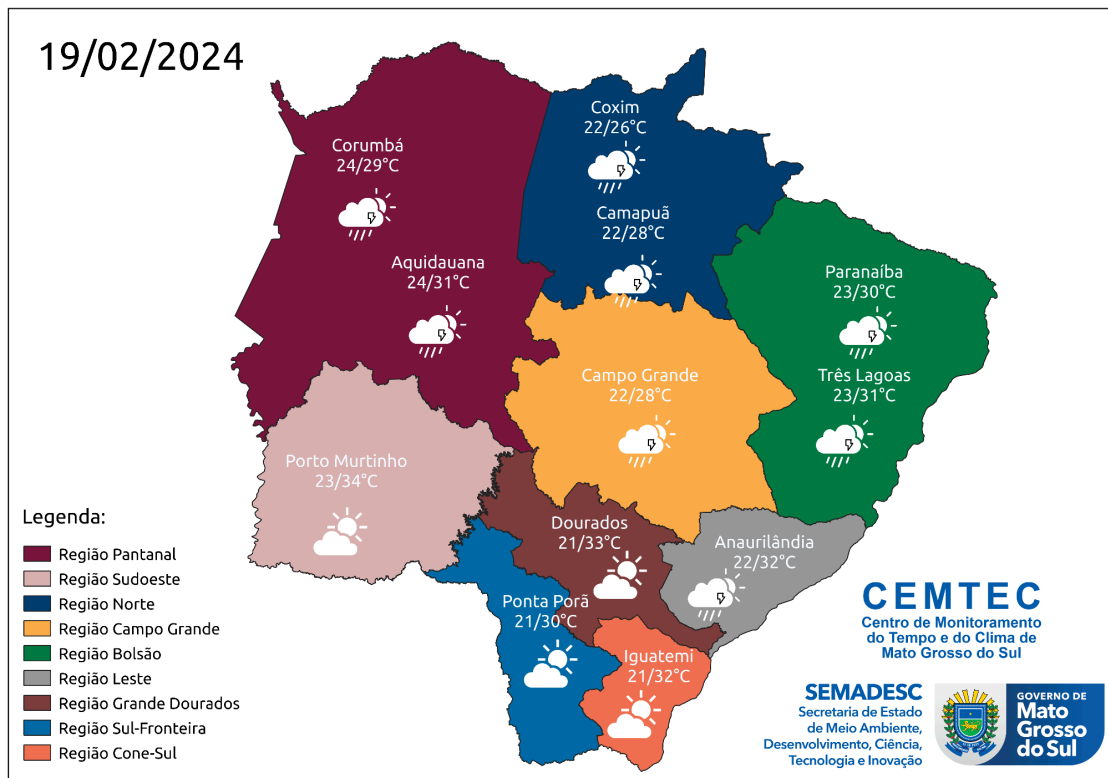 19/02/2024
Coxim
22/26°C
Corumbá
24/29°C
Camapuã
22/28°C
Aquidauana
24/31°C
Paranaíba
23/30°C
Campo Grande
22/28°C
Três Lagoas
23/31°C
Porto Murtinho
23/34°C
Dourados
21/33°C
Anaurilândia
22/32°C
Ponta Porã
21/30°C
Iguatemi
21/32°C
Legenda:
Região Pantanal
Região Sudoeste
Região Norte
Região Campo Grande
Região Bolsão
Região Leste
Região Grande Dourados
Região Sul-Fronteira
Região Cone-Sul
CEMTEC
Centro de Monitoramento
do Tempo e do Clima de
Mato Grosso do Sul
SEMADESC
Secretaria de Estado
de Meio Ambiente,
Desenvolvimento, Ciência,
Tecnologia e Inovação
GOVERNO DE
Mato
Grosso
do Sul